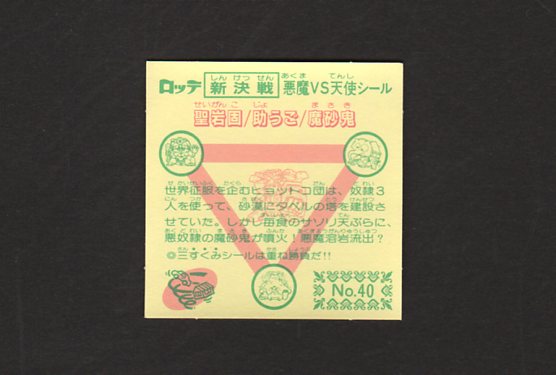 ロッテ 新決戦 悪魔VS天使シール
聖岩固/助うご/魔砂鬼
世界征服を企むヒョットコ団は、奴隷3
人を使って、砂漠にタベルの塔を建設さ
せていた。しかし毎食のサソリ天ぷらに、
悪奴隷の魔砂鬼が噴火!悪魔溶岩流出?
◎三すくみシールは重ね勝負だ!!
No.40